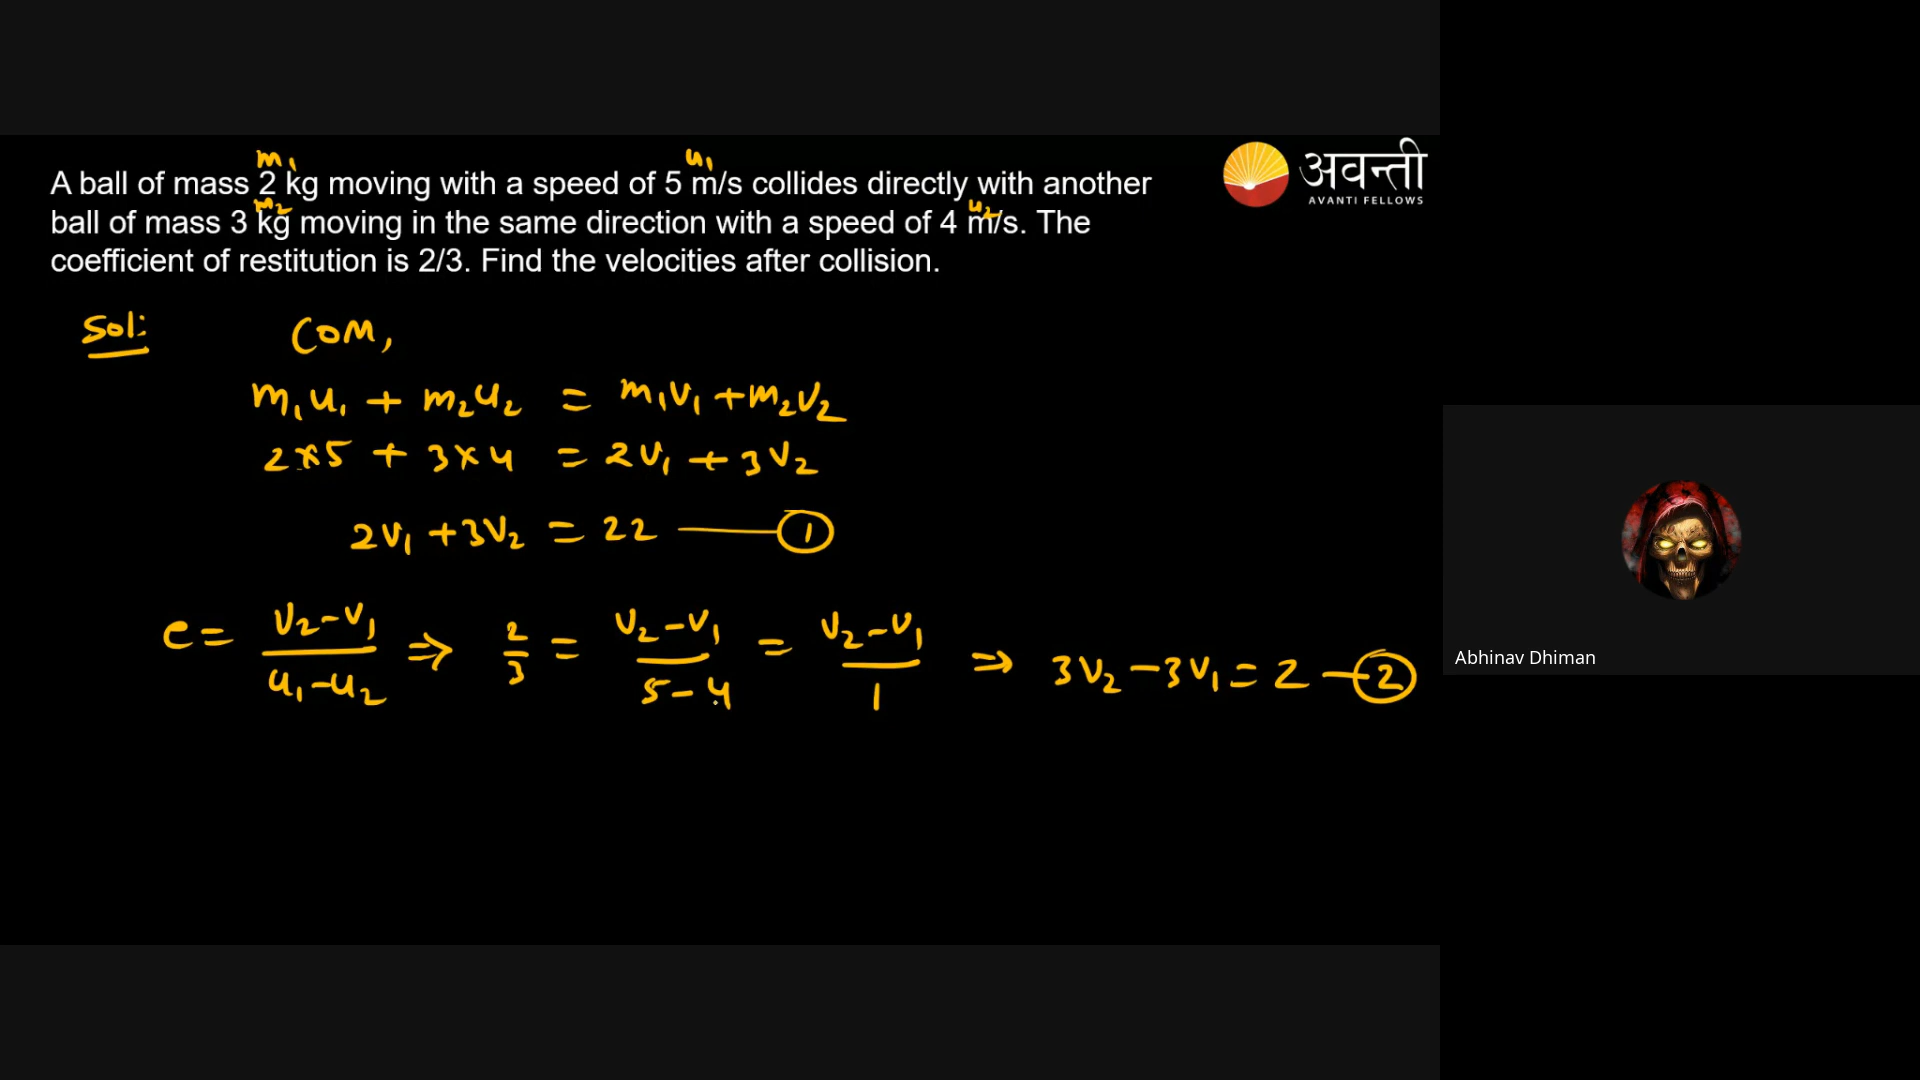 m₁ u₁
A ball of mass 2 kg moving with a speed of 5 m/s collides directly with another
m₂ u₂
ball of mass 3 kg moving in the same direction with a speed of 4 m/s. The
coefficient of restitution is 2/3. Find the velocities after collision.
अवन्ती
AVANTI FELLOWS
Sol:
COM,
m₁u₁ + m₂u₂ = m₁v₁ + m₂v₂
2×5 + 3×4 = 2v₁ + 3v₂
2v₁ + 3v₂ = 22 — ①
e = (v₂-v₁)/(u₁-u₂) ⇒ 2/3 = (v₂-v₁)/(5-4) = (v₂-v₁)/1 ⇒ 3v₂-3v₁ = 2 — ②
Abhinav Dhiman